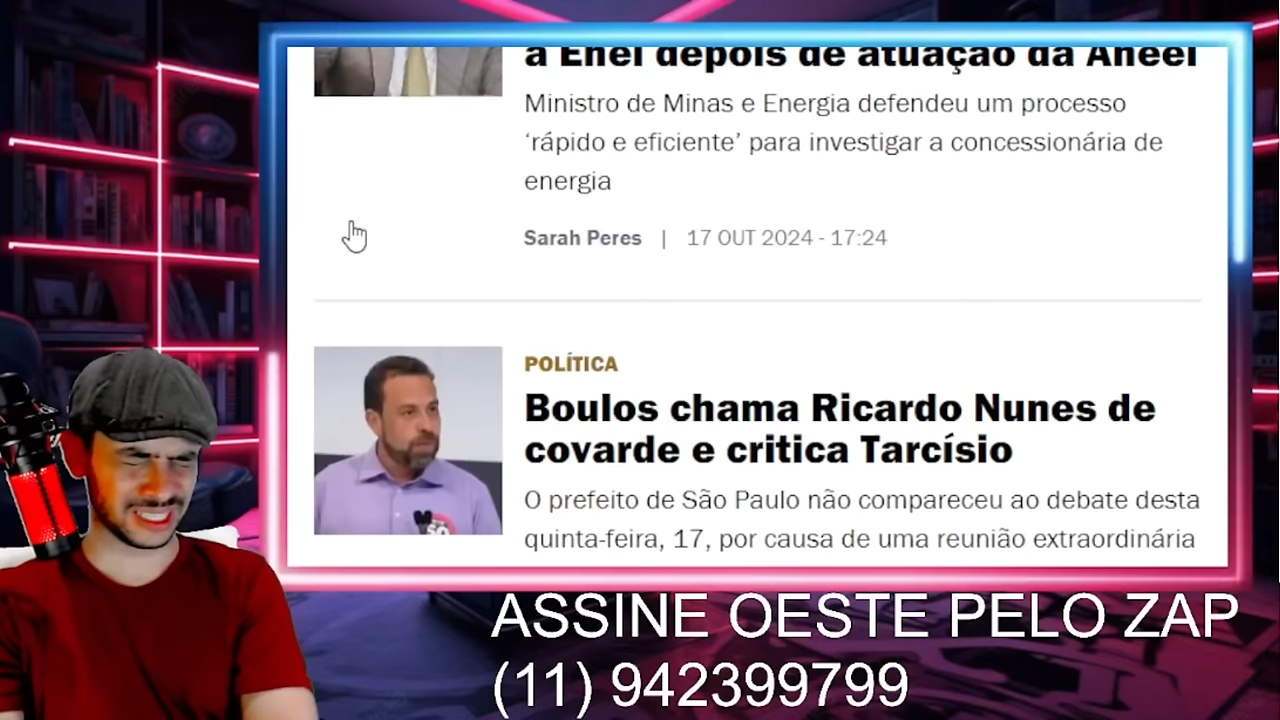 a Enel depois de atuação da Aneel
Ministro de Minas e Energia defendeu um processo
‘rápido e eficiente’ para investigar a concessionária de
energia
Sarah Peres | 17 OUT 2024 - 17:24
POLÍTICA
Boulos chama Ricardo Nunes de
covarde e critica Tarcísio
O prefeito de São Paulo não compareceu ao debate desta
quinta-feira, 17, por causa de uma reunião extraordinária
ASSINE OESTE PELO ZAP
(11) 942399799